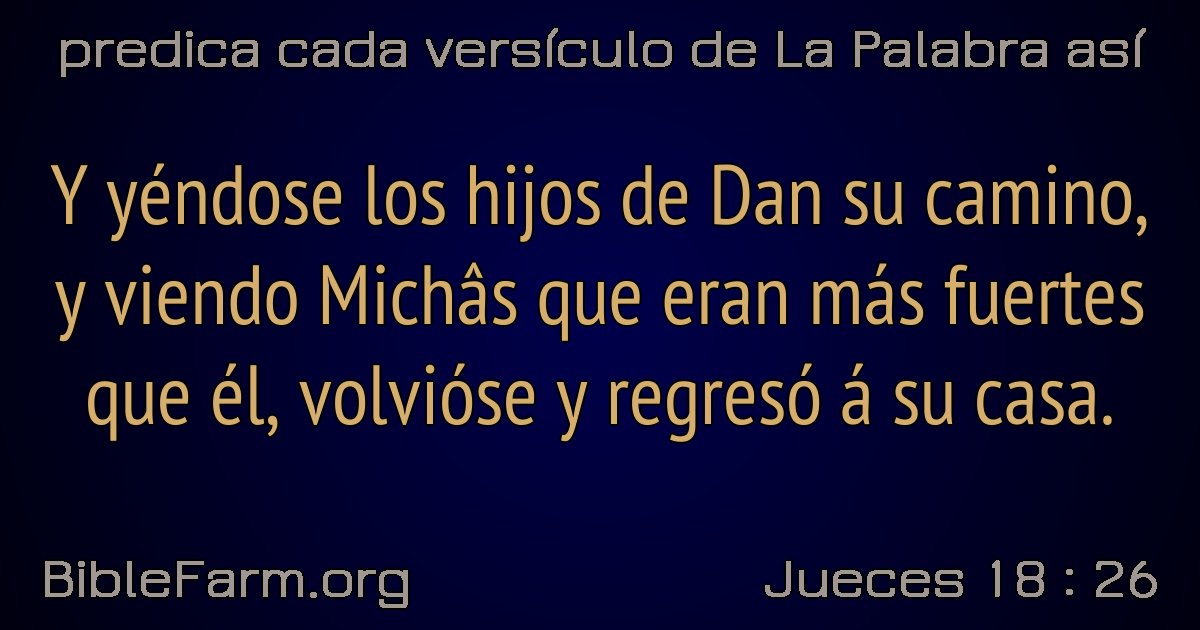 predica cada versículo de La Palabra así
Y yéndose los hijos de Dan su camino,
y viendo Michâs que eran más fuertes
que él, volvióse y regresó á su casa.
BibleFarm.org
Jueces 18 : 26